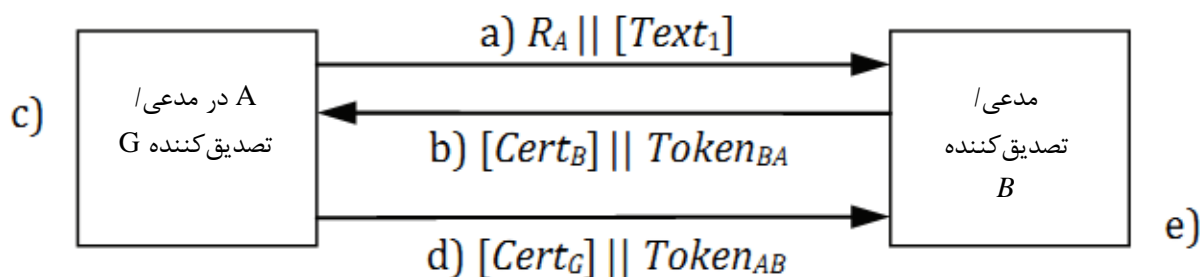 a) R_A || [Text_1]
c)
A در مدعی/
تصدیق‌کننده G
مدعی/
تصدیق‌کننده
B
b) [Cert_B] || Token_BA
d) [Cert_G] || Token_AB
e)